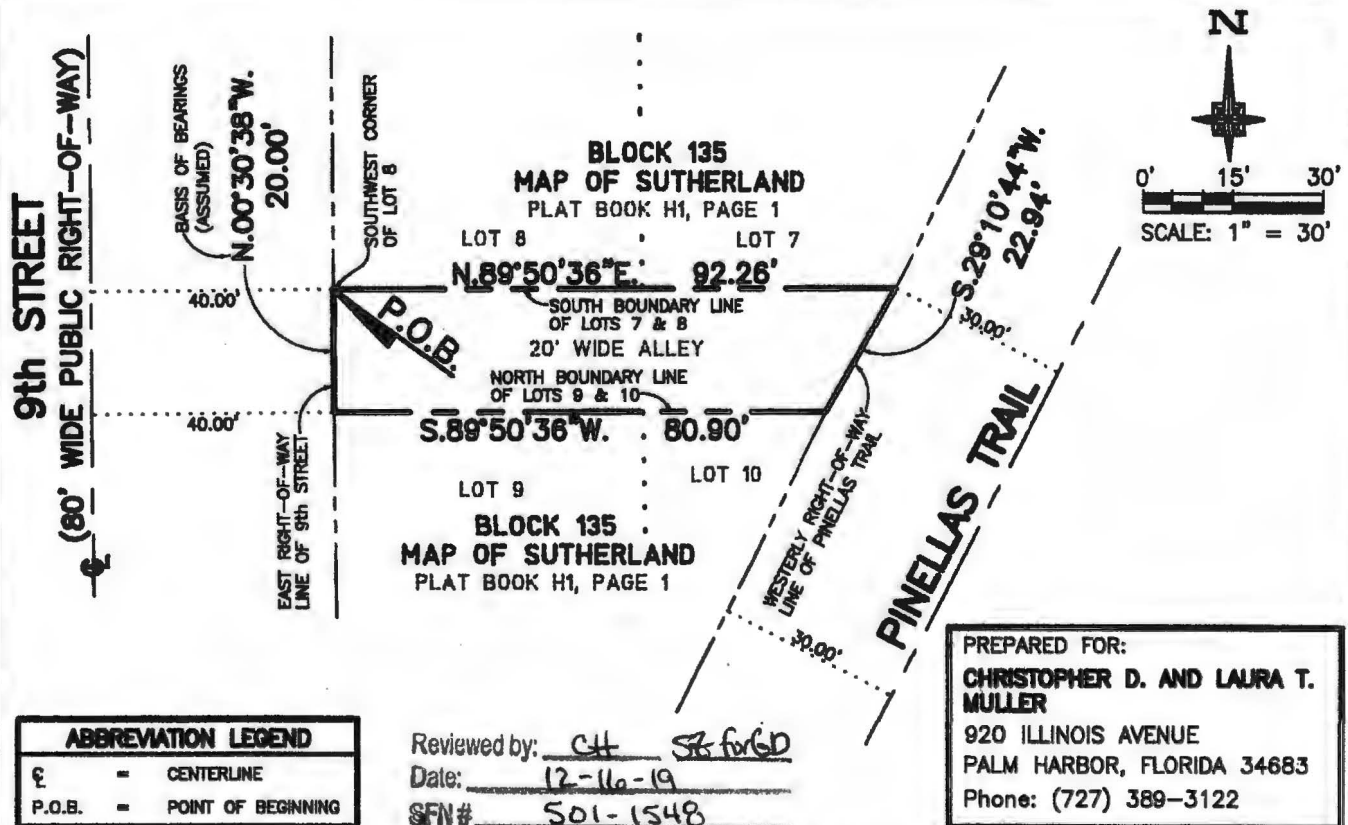 9th STREET
(80' WIDE PUBLIC RIGHT-OF-WAY)
℄
BASIS OF BEARINGS
(ASSUMED)
N.00°30'38"W.
20.00'
SOUTHWEST CORNER
OF LOT 8
BLOCK 135
MAP OF SUTHERLAND
PLAT BOOK H1, PAGE 1
LOT 8
LOT 7
N.89°50'36"E.
92.26'
SOUTH BOUNDARY LINE
OF LOTS 7 & 8
20' WIDE ALLEY
NORTH BOUNDARY LINE
OF LOTS 9 & 10
S.89°50'36"W.
80.90'
P.O.B.
40.00'
40.00'
EAST RIGHT-OF-WAY
LINE OF 9th STREET
LOT 9
LOT 10
BLOCK 135
MAP OF SUTHERLAND
PLAT BOOK H1, PAGE 1
S.29°10'44"W.
22.94'
30.00'
30.00'
WESTERLY RIGHT-OF-WAY
LINE OF PINELLAS TRAIL
PINELLAS TRAIL
N
0' 15' 30'
SCALE: 1" = 30'
ABBREVIATION LEGEND
℄ = CENTERLINE
P.O.B. = POINT OF BEGINNING
Reviewed by: CH
Date: 12-16-19
SFN# 501-1548
PREPARED FOR:
CHRISTOPHER D. AND LAURA T.
MULLER
920 ILLINOIS AVENUE
PALM HARBOR, FLORIDA 34683
Phone: (727) 389-3122